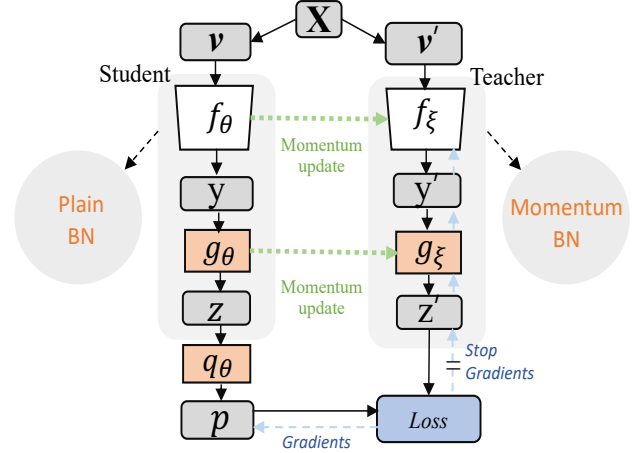 X
v
v′
Student
Teacher
fθ
fξ
Momentum
update
y
y′
Plain
BN
Momentum
BN
gθ
gξ
Momentum
update
z
z′
qθ
Stop
Gradients
p
Loss
Gradients